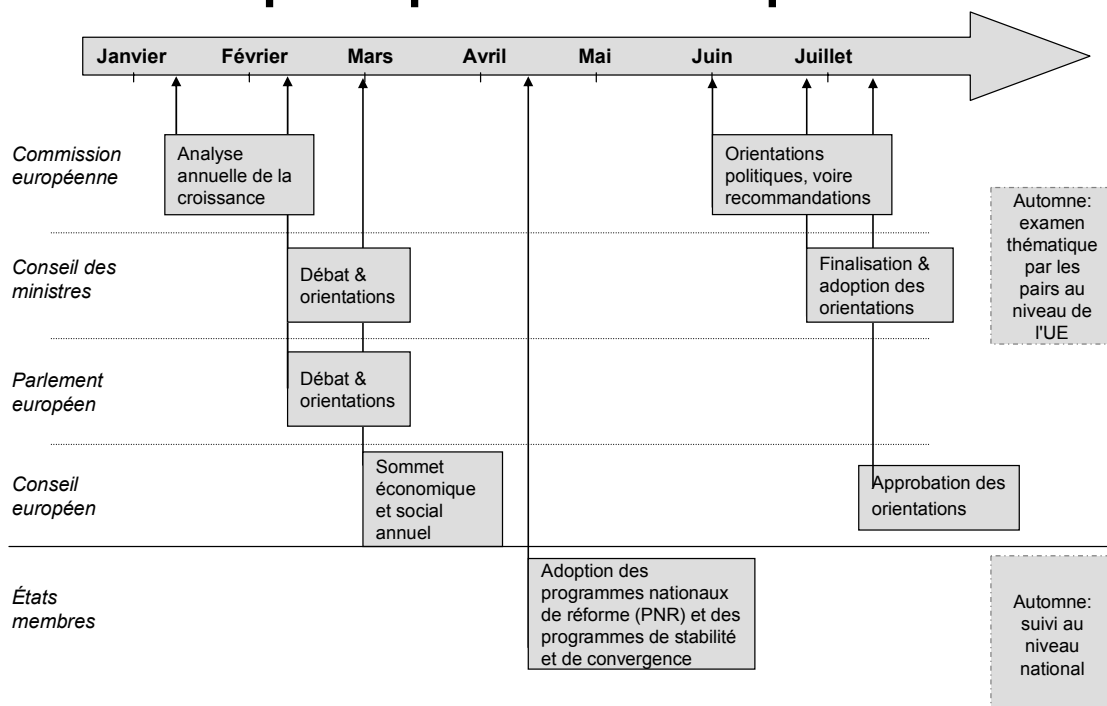 Janvier Février Mars Avril Mai Juin Juillet
Commission
européenne
Analyse
annuelle de la
croissance
Orientations
politiques, voire
recommandations
Automne:
examen
thématique
par les
pairs au
niveau de
l'UE
Conseil des
ministres
Débat &
orientations
Finalisation &
adoption des
orientations
Parlement
européen
Débat &
orientations
Conseil
européen
Sommet
économique
et social
annuel
Approbation des
orientations
États
membres
Adoption des
programmes nationaux
de réforme (PNR) et des
programmes de stabilité
et de convergence
Automne:
suivi au
niveau
national